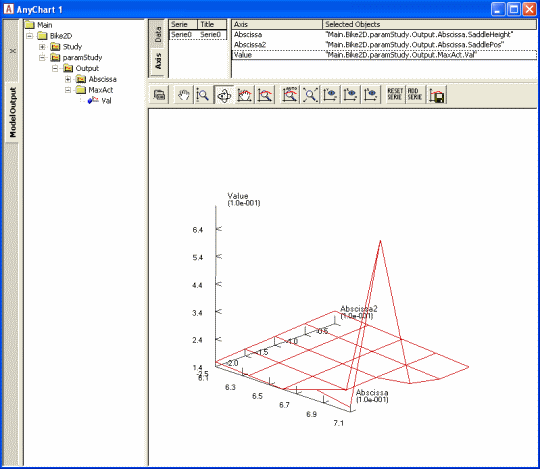 AnyChart 1
ModelOutput
Main
Bike2D
Study
paramStudy
Output
Abscissa
MaxAct
Val
Serie Title
Serie0 Serie0
Data
Axis
Axis Selected Objects
Abscissa "Main.Bike2D.paramStudy.Output.Abscissa.SaddleHeight"
Abscissa2 "Main.Bike2D.paramStudy.Output.Abscissa.SaddlePos"
Value "Main.Bike2D.paramStudy.Output.MaxAct.Val"
AUTO
RESET SERIE
ADD SERIE
Value
(1.0e-001)
6.4
5.4
4.4
3.4
2.4
1.4
Abscissa2
(1.0e-001)
-0.5
-1.0
-1.5
-2.0
-2.5
6.1
6.3
6.5
6.7
6.9
7.1
Abscissa
(1.0e-001)